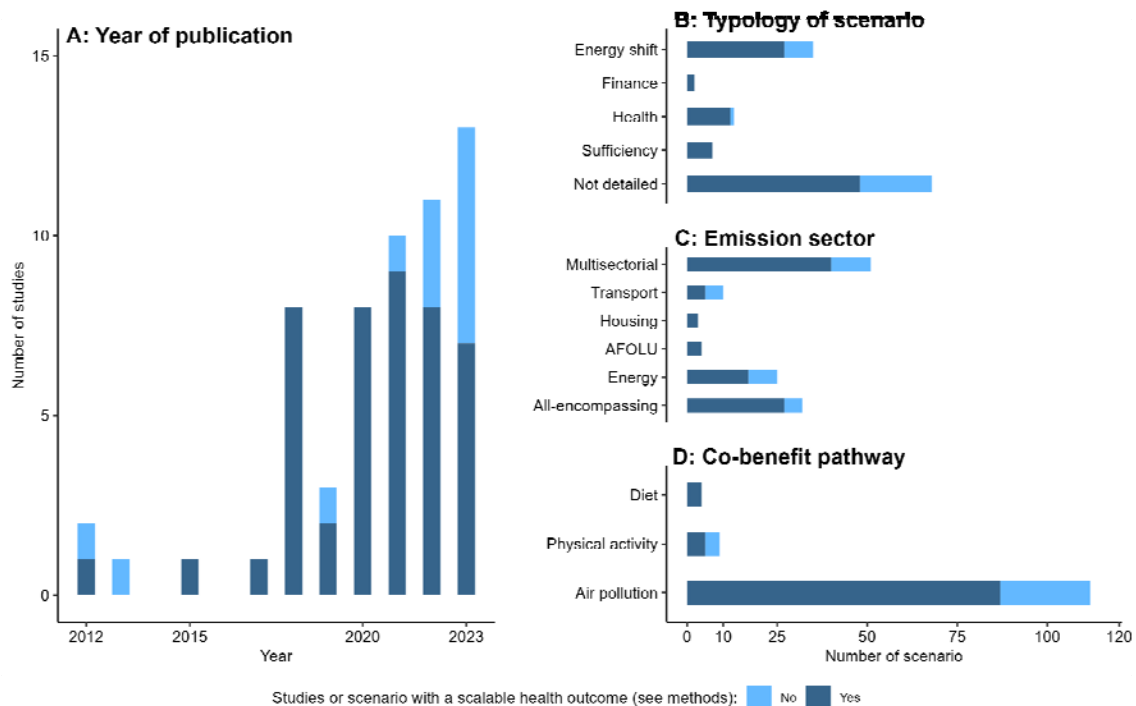 A: Year of publication
15
10
5
0
Number of studies
2012
2015
2020
2023
Year
B: Typology of scenario
Energy shift
Finance
Health
Sufficiency
Not detailed
C: Emission sector
Multisectorial
Transport
Housing
AFOLU
Energy
All-encompassing
D: Co-benefit pathway
Diet
Physical activity
Air pollution
0
10
25
50
75
100
120
Number of scenario
Studies or scenario with a scalable health outcome (see methods): No Yes